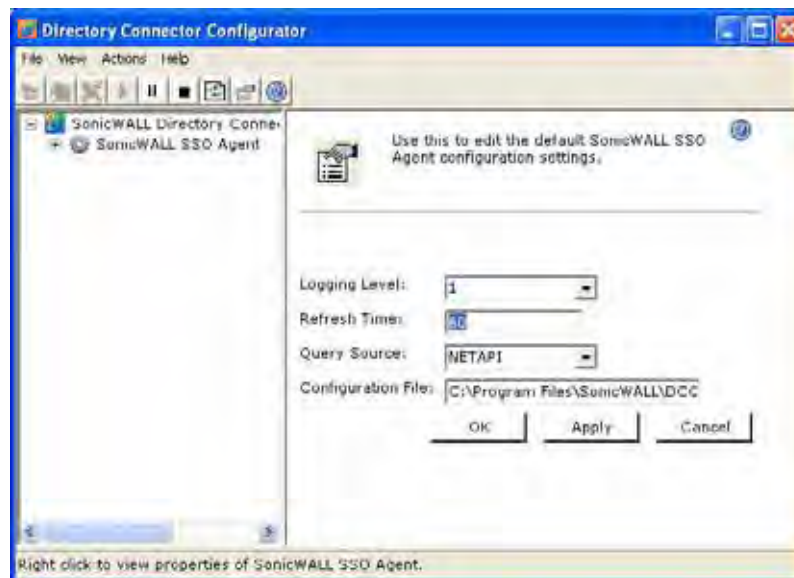 Directory Connector Configurator
File View Actions Help
SonicWALL Directory Conne
SonicWALL SSO Agent
Use this to edit the default SonicWALL SSO
Agent configuration settings.
Logging Level: 1
Refresh Time: 60
Query Source: NETAPI
Configuration File: C:\Program Files\SonicWALL\DCC
OK Apply Cancel
Right click to view properties of SonicWALL SSO Agent.